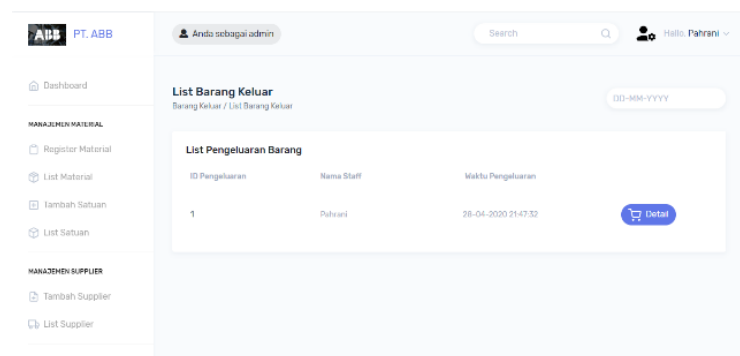 ABB PT. ABB
Anda sebagai admin
Search
Hallo, Pahrani
Dashboard
MANAJEMEN MATERIAL
Register Material
List Material
Tambah Satuan
List Satuan
MANAJEMEN SUPPLIER
Tambah Supplier
List Supplier
List Barang Keluar
Barang Keluar / List Barang Keluar
DD-MM-YYYY
List Pengeluaran Barang
ID Pengeluaran Nama Staff Waktu Pengeluaran
1 Pahrani 28-04-2020 21:47:32 Detail